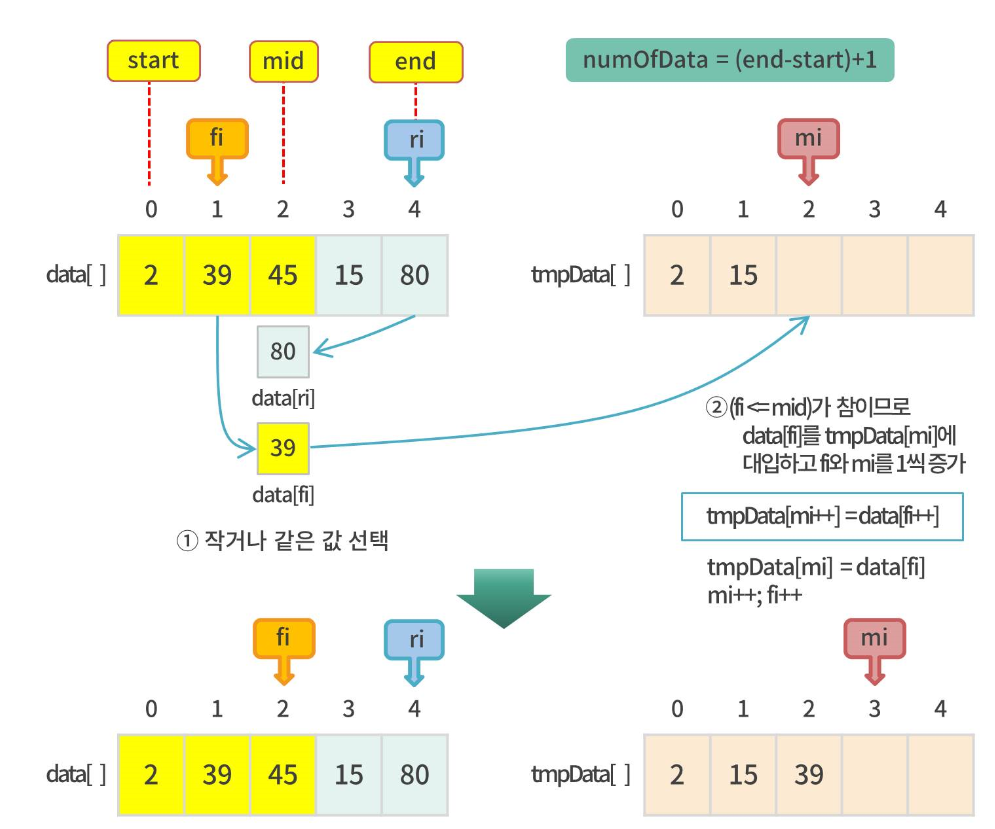 start mid end
numOfData = (end-start)+1
fi ri
mi
0 1 2 3 4
0 1 2 3 4
data[ ] 2 39 45 15 80
tmpData[ ] 2 15
80
data[ri]
39
data[fi]
① 작거나 같은 값 선택
②(fi<=mid)가 참이므로
data[fi]를 tmpData[mi]에
대입하고 fi와 mi를 1씩 증가
tmpData[mi++] =data[fi++]
tmpData[mi] = data[fi]
mi++; fi++
fi ri
mi
0 1 2 3 4
0 1 2 3 4
data[ ] 2 39 45 15 80
tmpData[ ] 2 15 39